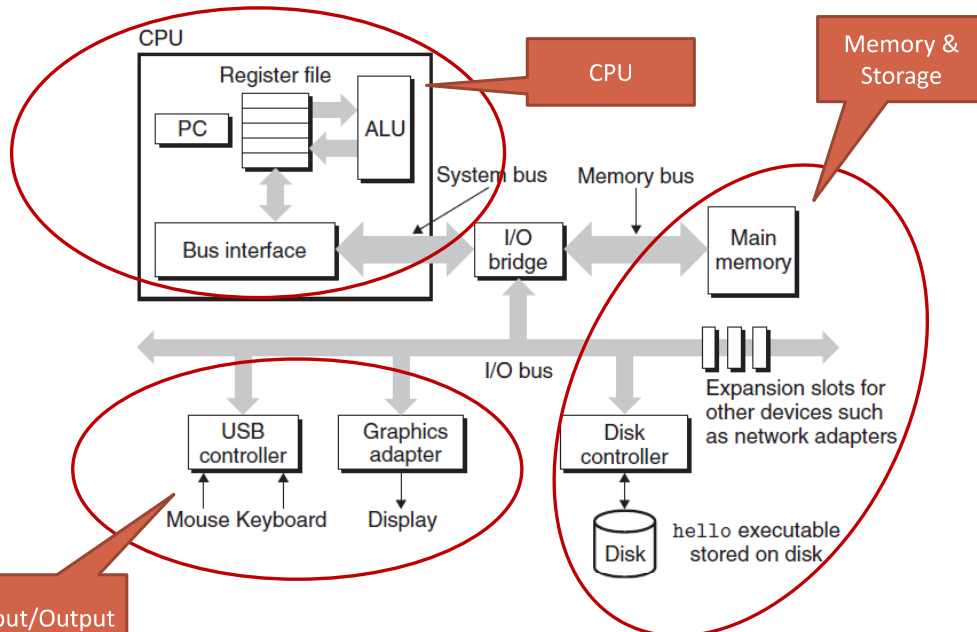 CPU
Register file
PC
ALU
Bus interface
CPU
Memory &
Storage
System bus
Memory bus
I/O
bridge
Main
memory
I/O bus
Expansion slots for
other devices such
as network adapters
USB
controller
Graphics
adapter
Disk
controller
Mouse Keyboard
Display
Disk
hello executable
stored on disk
put/Output